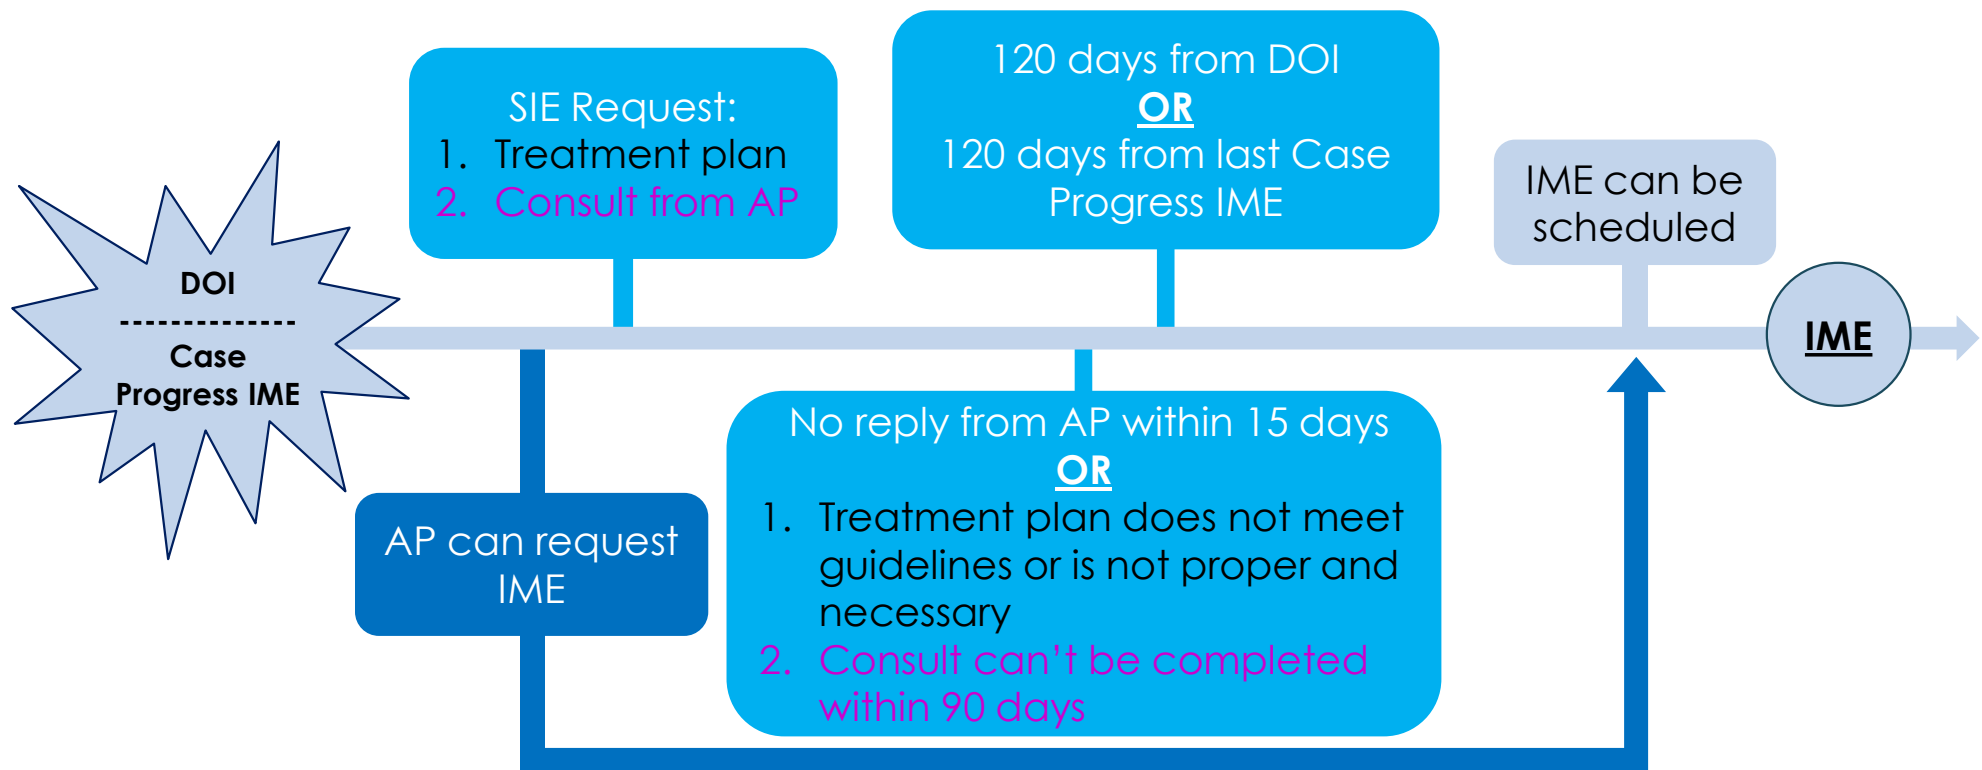 DOI
--------------
Case
Progress IME
SIE Request:
1. Treatment plan
2. Consult from AP
AP can request
IME
120 days from DOI
OR
120 days from last Case
Progress IME
No reply from AP within 15 days
OR
1. Treatment plan does not meet
guidelines or is not proper and
necessary
2. Consult can’t be completed
within 90 days
IME can be
scheduled
IME